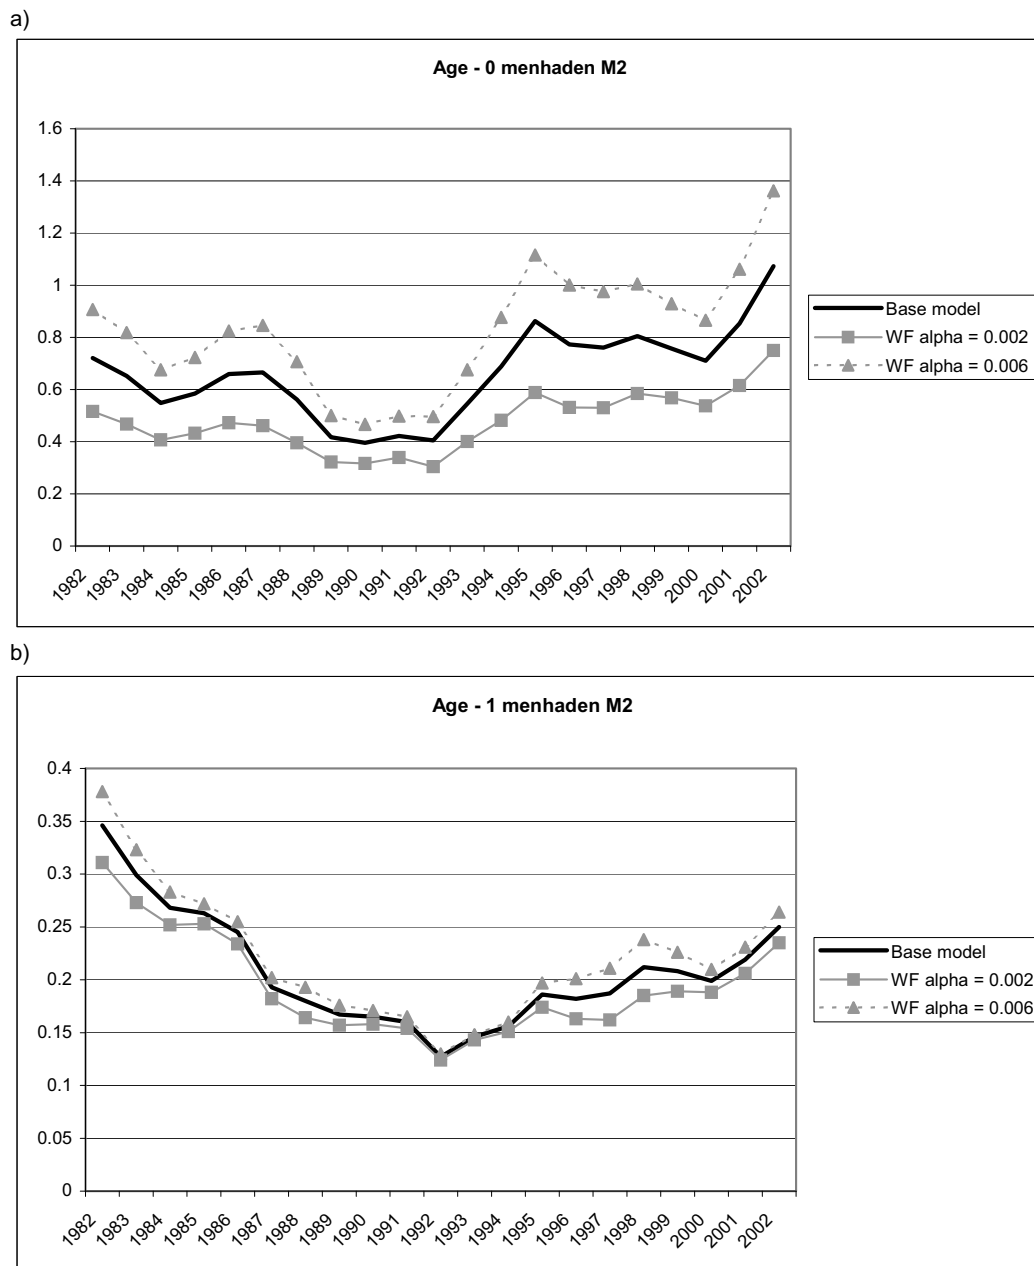 a)
Age - 0 menhaden M2
1.6
1.4
1.2
1
0.8
0.6
0.4
0.2
0
1982 1983 1984 1985 1986 1987 1988 1989 1990 1991 1992 1993 1994 1995 1996 1997 1998 1999 2000 2001 2002
Base model
WF alpha = 0.002
WF alpha = 0.006
b)
Age - 1 menhaden M2
0.4
0.35
0.3
0.25
0.2
0.15
0.1
0.05
0
1982 1983 1984 1985 1986 1987 1988 1989 1990 1991 1992 1993 1994 1995 1996 1997 1998 1999 2000 2001 2002
Base model
WF alpha = 0.002
WF alpha = 0.006